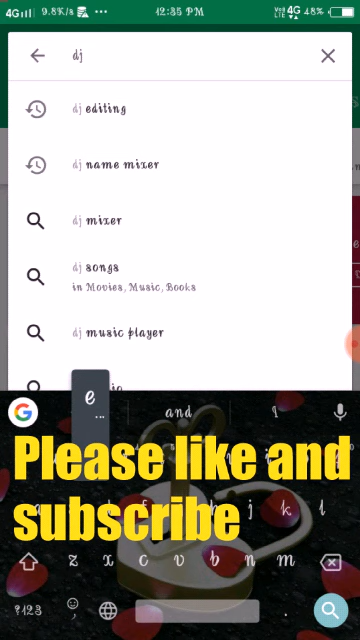 4G 9.8K/s ... 12:35 PM 4G 48%
dj
dj editing
dj name mixer
dj mixer
dj songs
in Movies, Music, Books
dj music player
e
and
Please like and
j k l
subscribe
z x c v b n m
?123